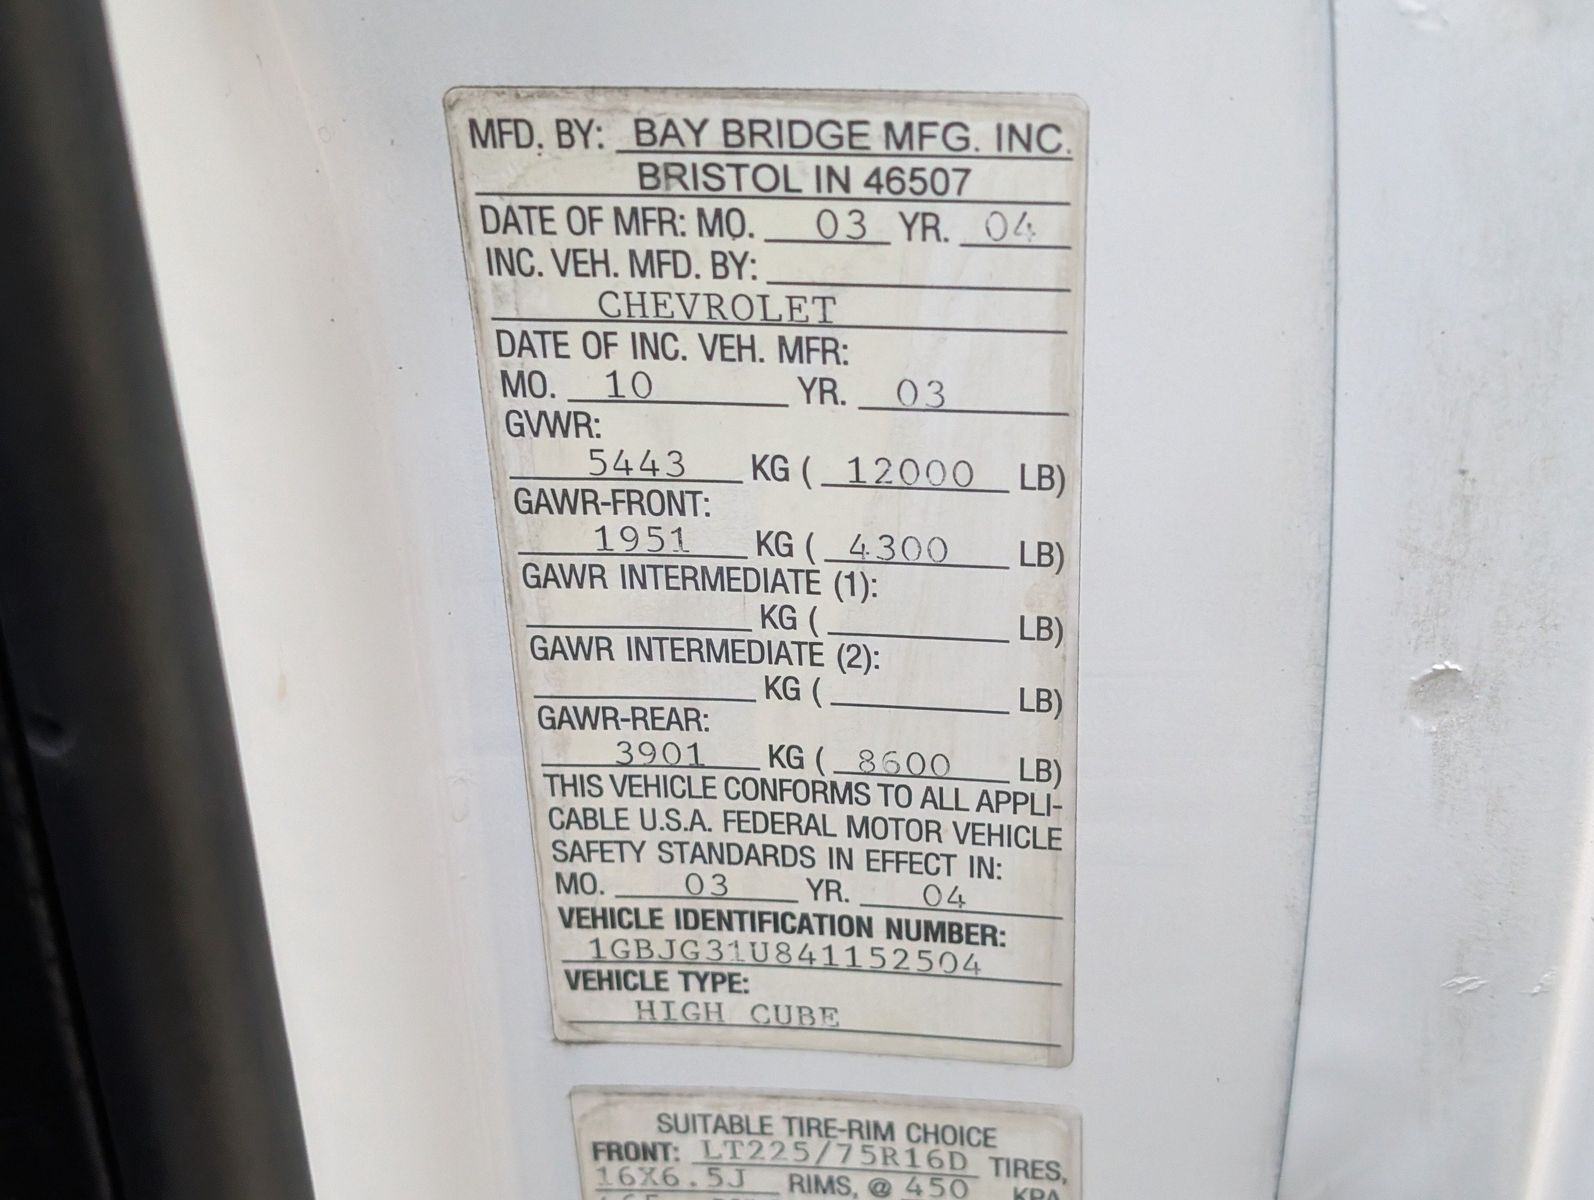 MFD. BY: BAY BRIDGE MFG. INC.
BRISTOL IN 46507
DATE OF MFR: MO. 03 YR. 04
INC. VEH. MFD. BY:
CHEVROLET
DATE OF INC. VEH. MFR:
MO. 10 YR. 03
GVWR:
5443 KG ( 12000 LB)
GAWR-FRONT:
1951 KG ( 4300 LB)
GAWR INTERMEDIATE (1):
KG ( LB)
GAWR INTERMEDIATE (2):
KG ( LB)
GAWR-REAR:
3901 KG ( 8600 LB)
THIS VEHICLE CONFORMS TO ALL APPLI-
CABLE U.S.A. FEDERAL MOTOR VEHICLE
SAFETY STANDARDS IN EFFECT IN:
MO. 03 YR. 04
VEHICLE IDENTIFICATION NUMBER:
1GBJG31U841152504
VEHICLE TYPE:
HIGH CUBE
SUITABLE TIRE-RIM CHOICE
FRONT: LT225/75R16D TIRES,
16X6.5J RIMS, @ 450 KPA